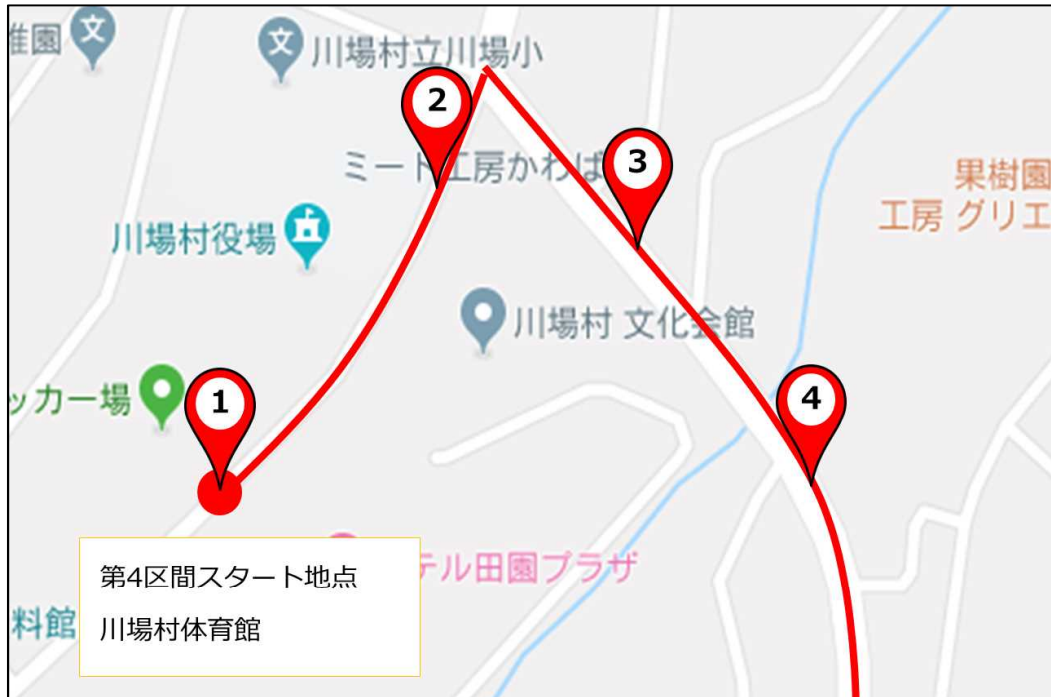 稚園
川場村立川場小
2
ミート工房かわば
3
果樹園
工房 グリエ
川場村役場
川場村 文化会館
ッカー場
1
4
テル田園プラザ
第4区間スタート地点
川場村体育館
料館